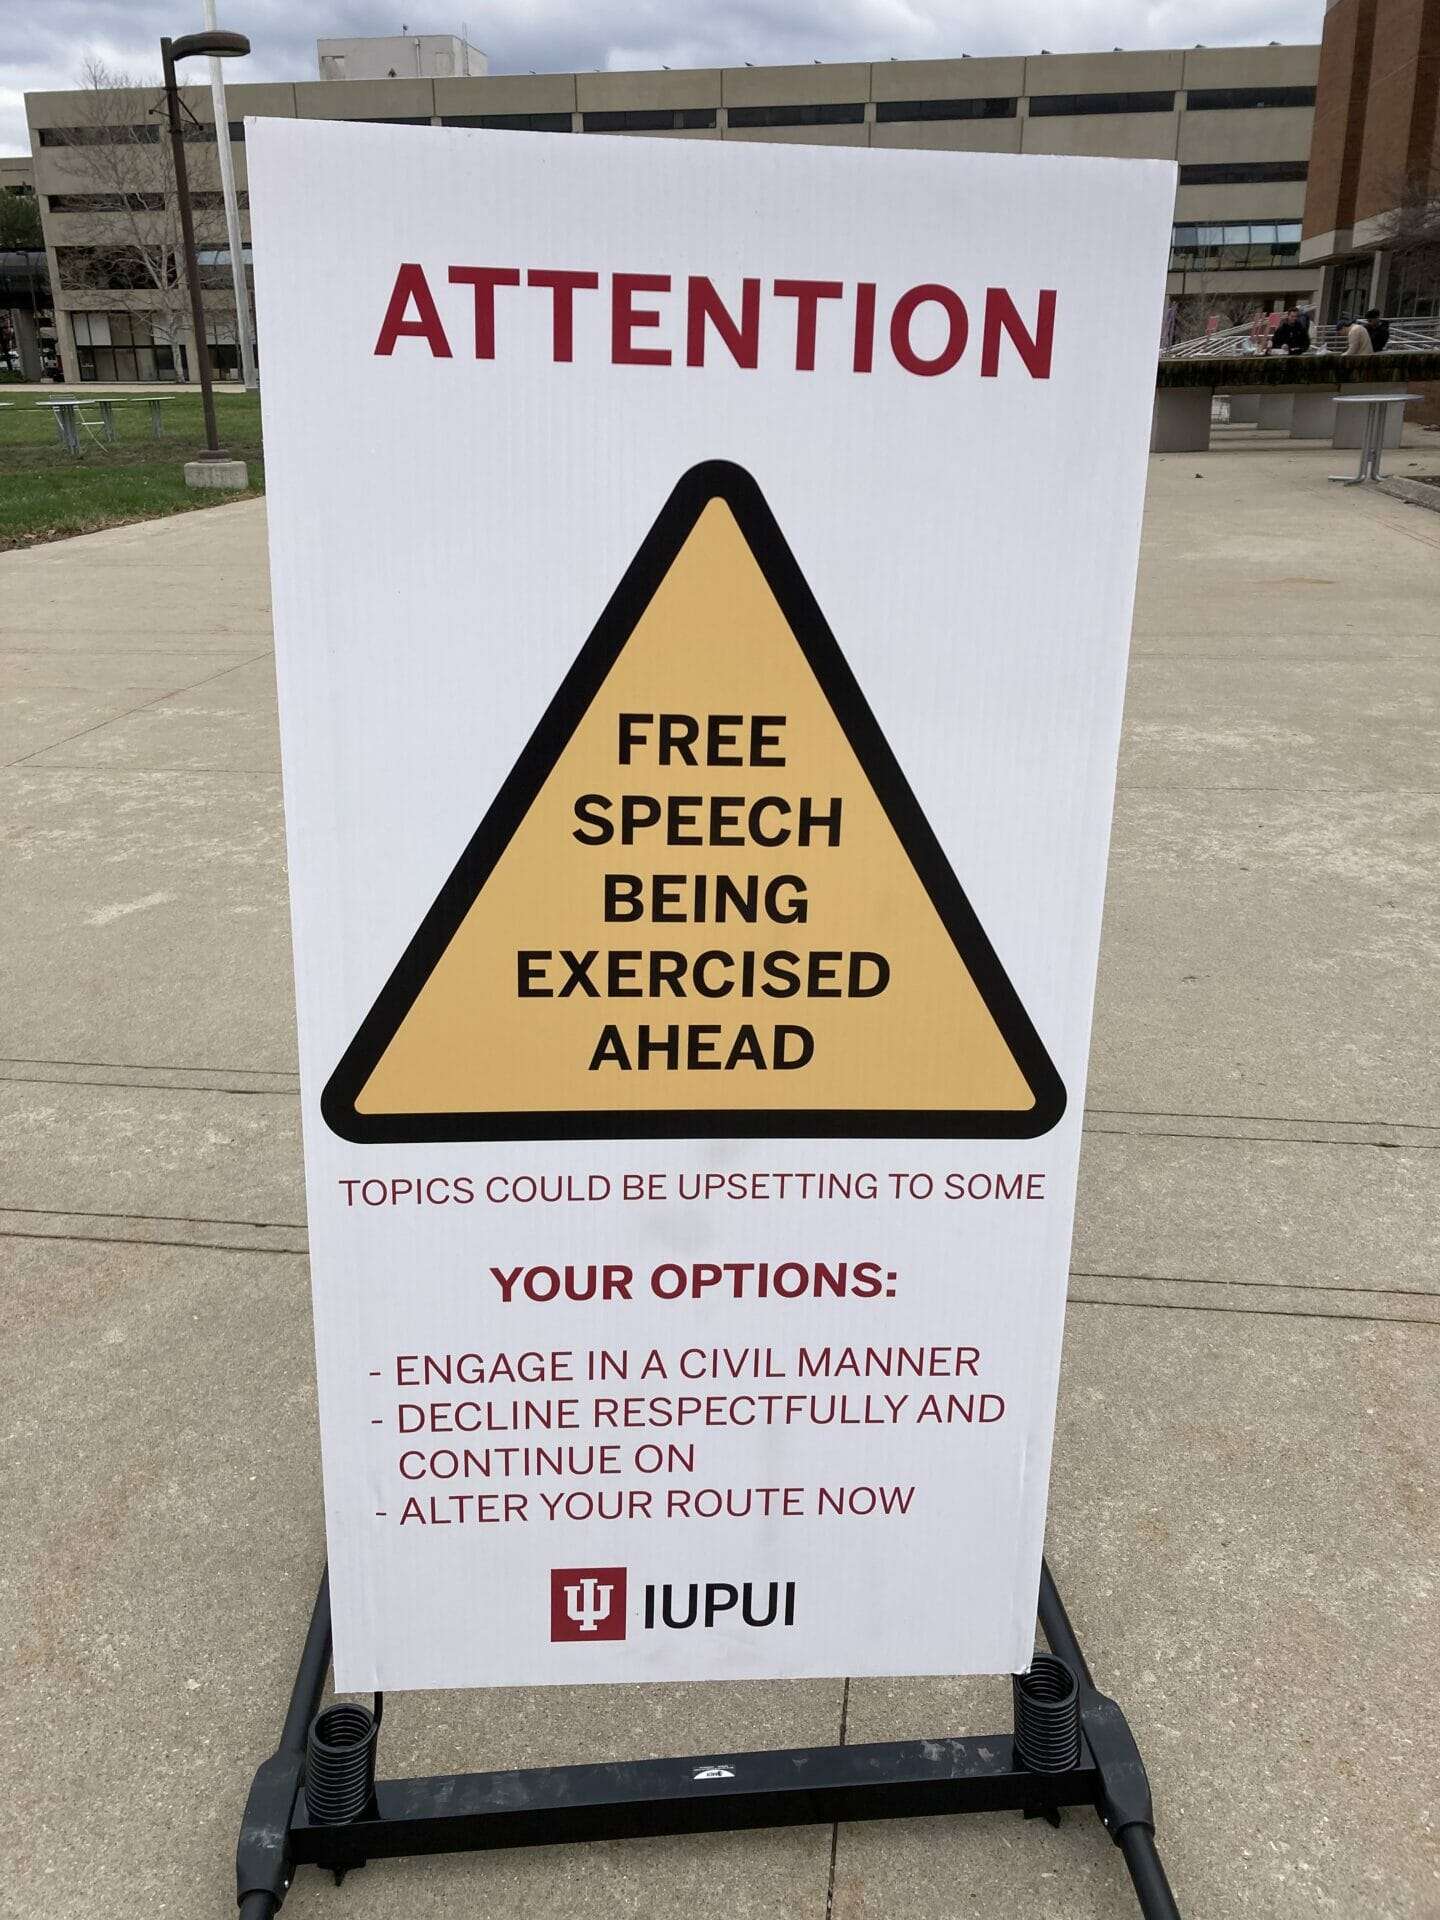 ATTENTION
FREE
SPEECH
BEING
EXERCISED
AHEAD
TOPICS COULD BE UPSETTING TO SOME
YOUR OPTIONS:
- ENGAGE IN A CIVIL MANNER
- DECLINE RESPECTFULLY AND
CONTINUE ON
- ALTER YOUR ROUTE NOW
IUPUI